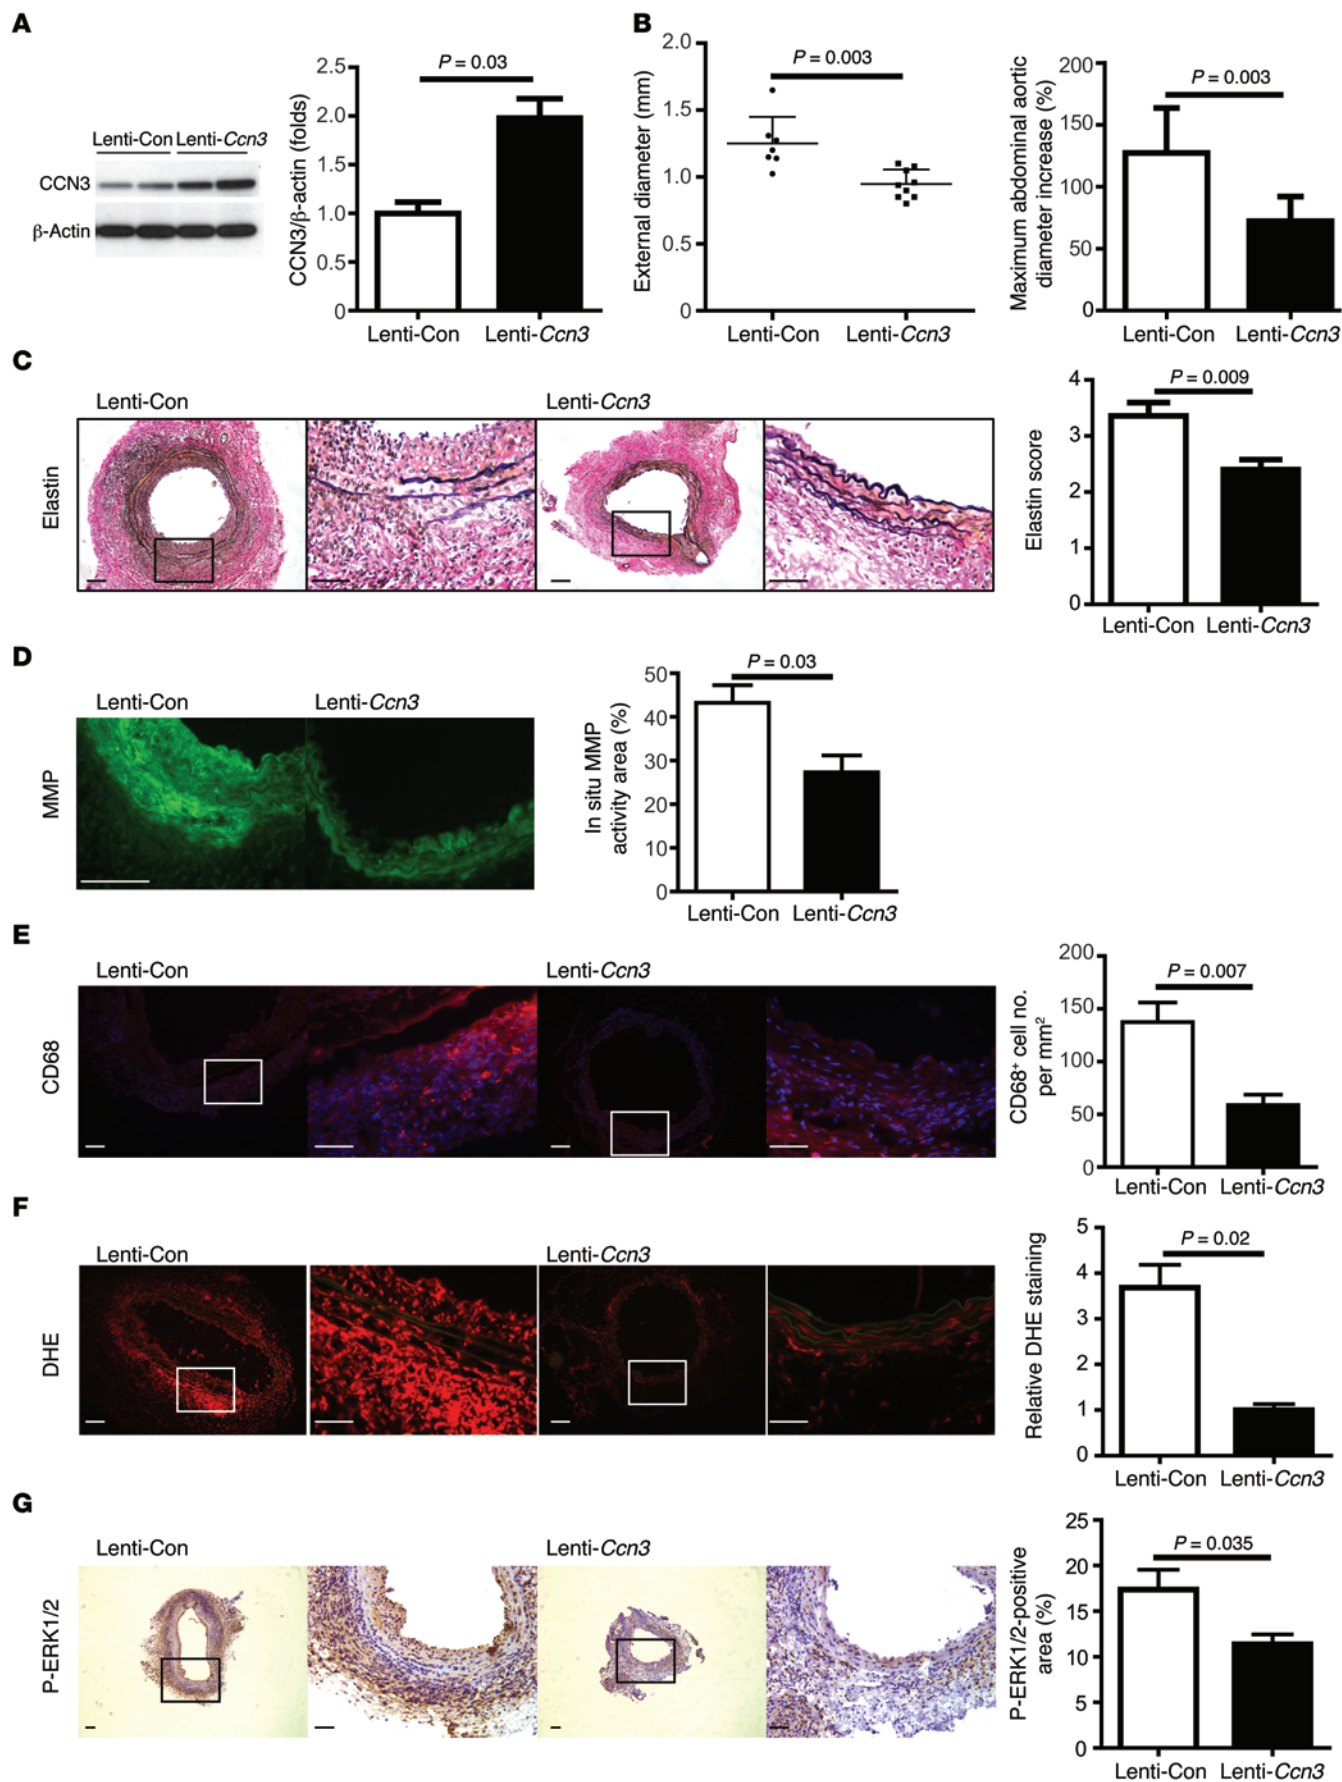 A
Lenti-Con Lenti-Ccn3
CCN3
β-Actin
CCN3/β-actin (folds)
2.5
2.0
1.5
1.0
0.5
0
P = 0.03
Lenti-Con Lenti-Ccn3
B
External diameter (mm)
2.0
1.5
1.0
0.5
0
P = 0.003
Lenti-Con Lenti-Ccn3
Maximum abdominal aortic
diameter increase (%)
200
150
100
50
0
P = 0.003
Lenti-Con Lenti-Ccn3
C
Lenti-Con Lenti-Ccn3
Elastin
Elastin score
4
3
2
1
0
P = 0.009
Lenti-Con Lenti-Ccn3
D
Lenti-Con Lenti-Ccn3
MMP
In situ MMP
activity area (%)
50
40
30
20
10
0
P = 0.03
Lenti-Con Lenti-Ccn3
E
Lenti-Con Lenti-Ccn3
CD68
CD68⁺ cell no.
per mm²
200
150
100
50
0
P = 0.007
Lenti-Con Lenti-Ccn3
F
Lenti-Con Lenti-Ccn3
DHE
Relative DHE staining
5
4
3
2
1
0
P = 0.02
Lenti-Con Lenti-Ccn3
G
Lenti-Con Lenti-Ccn3
P-ERK1/2
P-ERK1/2-positive
area (%)
25
20
15
10
5
0
P = 0.035
Lenti-Con Lenti-Ccn3